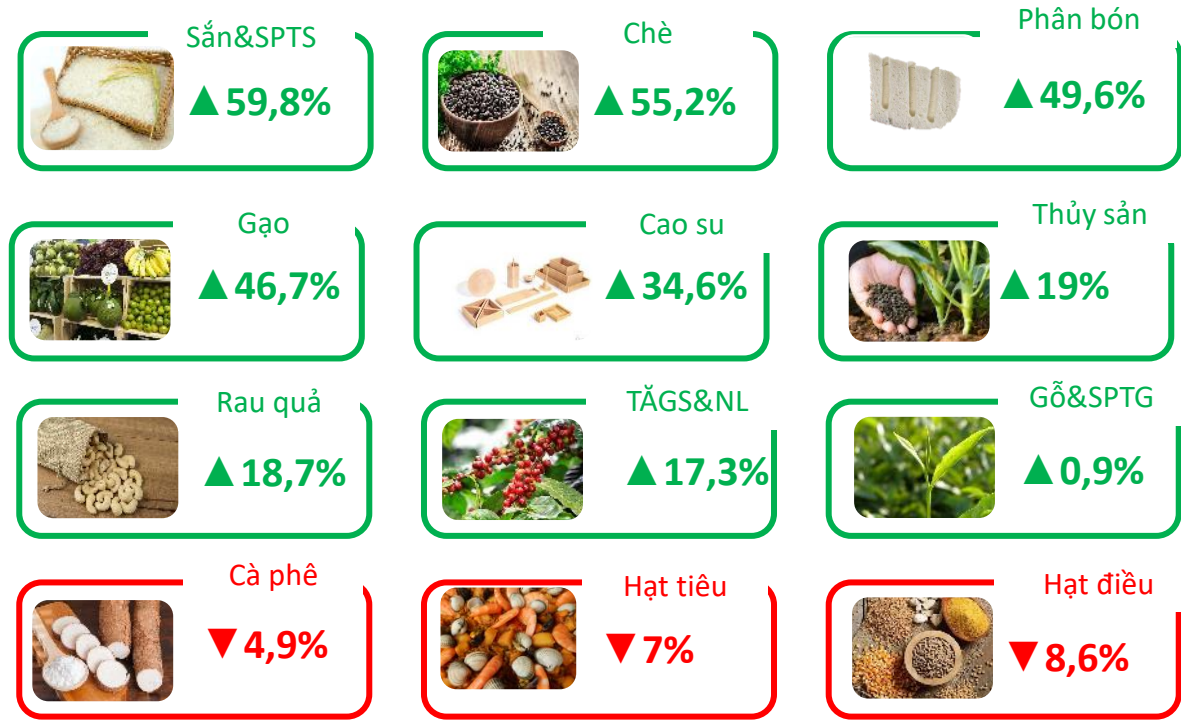 Sắn&SPTS
▲59,8%
Chè
▲55,2%
Phân bón
▲49,6%
Gạo
▲46,7%
Cao su
▲34,6%
Thủy sản
▲19%
Rau quả
▲18,7%
TĂGS&NL
▲17,3%
Gỗ&SPTG
▲0,9%
Cà phê
▼4,9%
Hạt tiêu
▼7%
Hạt điều
▼8,6%